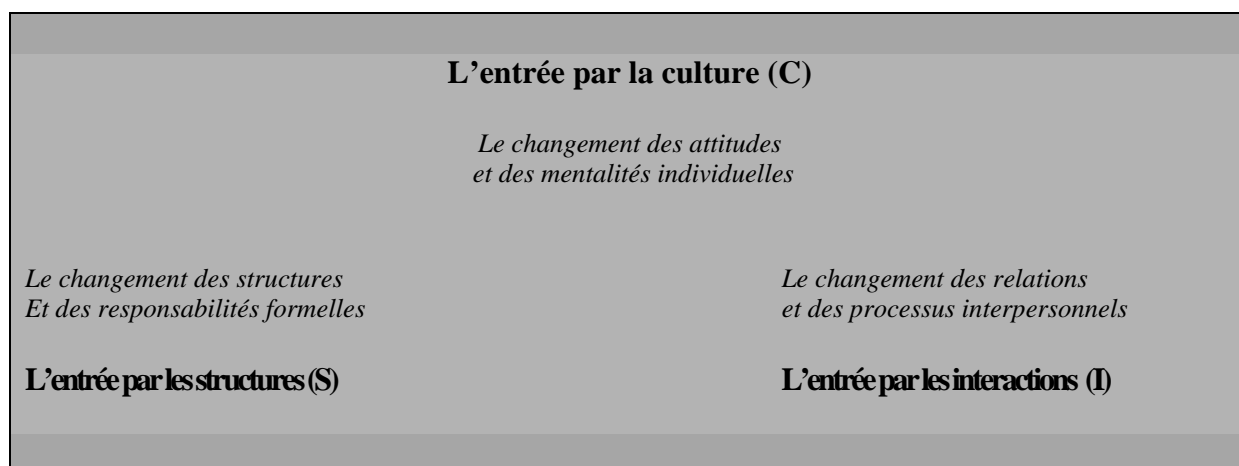 L’entrée par la culture (C)
Le changement des attitudes
et des mentalités individuelles
Le changement des structures
Et des responsabilités formelles
Le changement des relations
et des processus interpersonnels
L’entrée par les structures (S)
L’entrée par les interactions (I)